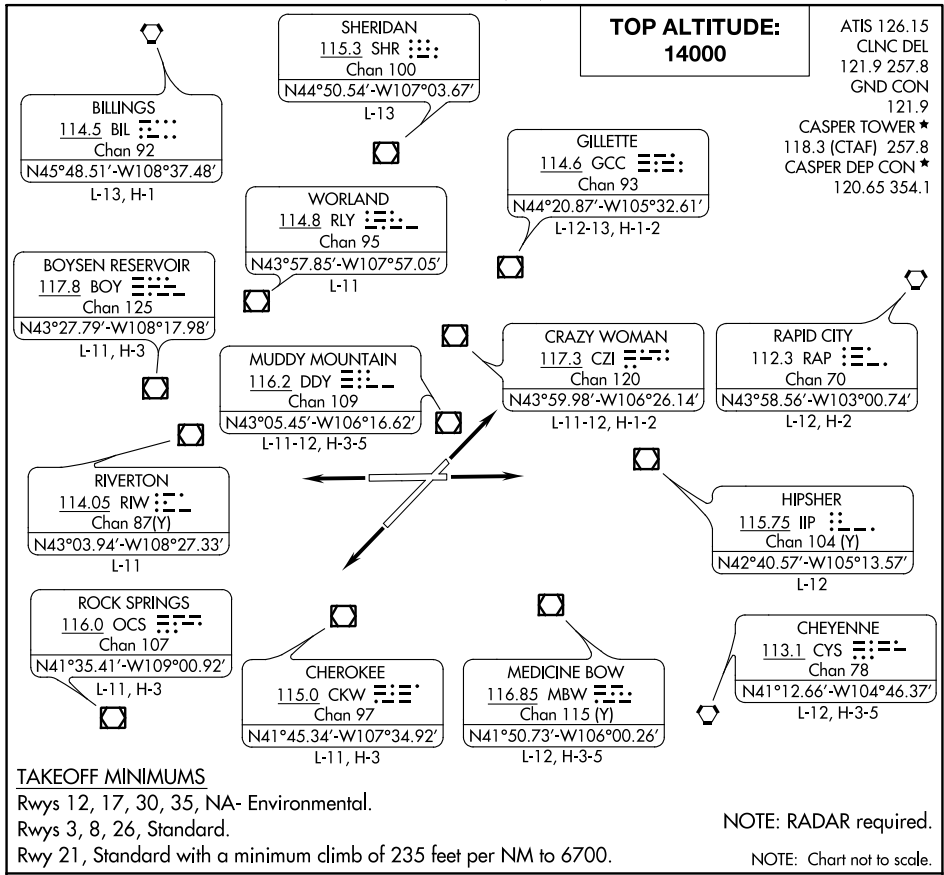 TOP ALTITUDE:
14000
ATIS 126.15
CLNC DEL
121.9 257.8
GND CON
121.9
CASPER TOWER ★
118.3 (CTAF) 257.8
CASPER DEP CON ★
120.65 354.1
SHERIDAN
115.3 SHR
Chan 100
N44°50.54'-W107°03.67'
L-13
BILLINGS
114.5 BIL
Chan 92
N45°48.51'-W108°37.48'
L-13, H-1
GILLETTE
114.6 GCC
Chan 93
N44°20.87'-W105°32.61'
L-12-13, H-1-2
WORLAND
114.8 RLY
Chan 95
N43°57.85'-W107°57.05'
L-11
BOYSEN RESERVOIR
117.8 BOY
Chan 125
N43°27.79'-W108°17.98'
L-11, H-3
MUDDY MOUNTAIN
116.2 DDY
Chan 109
N43°05.45'-W106°16.62'
L-11-12, H-3-5
CRAZY WOMAN
117.3 CZI
Chan 120
N43°59.98'-W106°26.14'
L-11-12, H-1-2
RAPID CITY
112.3 RAP
Chan 70
N43°58.56'-W103°00.74'
L-12, H-2
RIVERTON
114.05 RIW
Chan 87(Y)
N43°03.94'-W108°27.33'
L-11
HIPSHER
115.75 IIP
Chan 104 (Y)
N42°40.57'-W105°13.57'
L-12
ROCK SPRINGS
116.0 OCS
Chan 107
N41°35.41'-W109°00.92'
L-11, H-3
CHEROKEE
115.0 CKW
Chan 97
N41°45.34'-W107°34.92'
L-11, H-3
MEDICINE BOW
116.85 MBW
Chan 115 (Y)
N41°50.73'-W106°00.26'
L-12, H-3-5
CHEYENNE
113.1 CYS
Chan 78
N41°12.66'-W104°46.37'
L-12, H-3-5
TAKEOFF MINIMUMS
Rwys 12, 17, 30, 35, NA- Environmental.
Rwys 3, 8, 26, Standard.
Rwy 21, Standard with a minimum climb of 235 feet per NM to 6700.
NOTE: RADAR required.
NOTE: Chart not to scale.